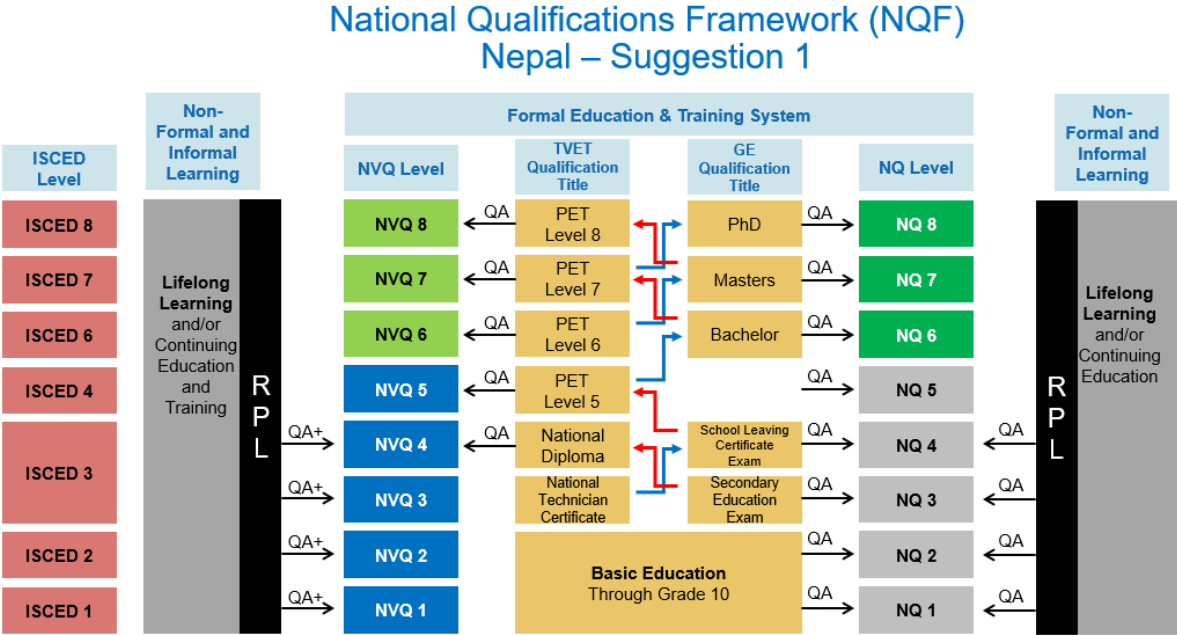 National Qualifications Framework (NQF)
Nepal – Suggestion 1
ISCED
Level
Non-
Formal and
Informal
Learning
Formal Education & Training System
NVQ Level
TVET
Qualification
Title
GE
Qualification
Title
NQ Level
Non-
Formal and
Informal
Learning
ISCED 8
NVQ 8
QA
PET
Level 8
PhD
QA
NQ 8
ISCED 7
NVQ 7
QA
PET
Level 7
Masters
QA
NQ 7
ISCED 6
NVQ 6
QA
PET
Level 6
Bachelor
QA
NQ 6
ISCED 4
NVQ 5
QA
PET
Level 5
QA
NQ 5
ISCED 3
QA+
NVQ 4
QA
National
Diploma
School Leaving
Certificate
Exam
QA
NQ 4
QA
QA+
NVQ 3
National
Technician
Certificate
Secondary
Education
Exam
QA
NQ 3
QA
ISCED 2
QA+
NVQ 2
Basic Education
Through Grade 10
QA
NQ 2
QA
ISCED 1
QA+
NVQ 1
QA
NQ 1
QA
Lifelong
Learning
and/or
Continuing
Education
and
Training
R
P
L
R
P
L
Lifelong
Learning
and/or
Continuing
Education